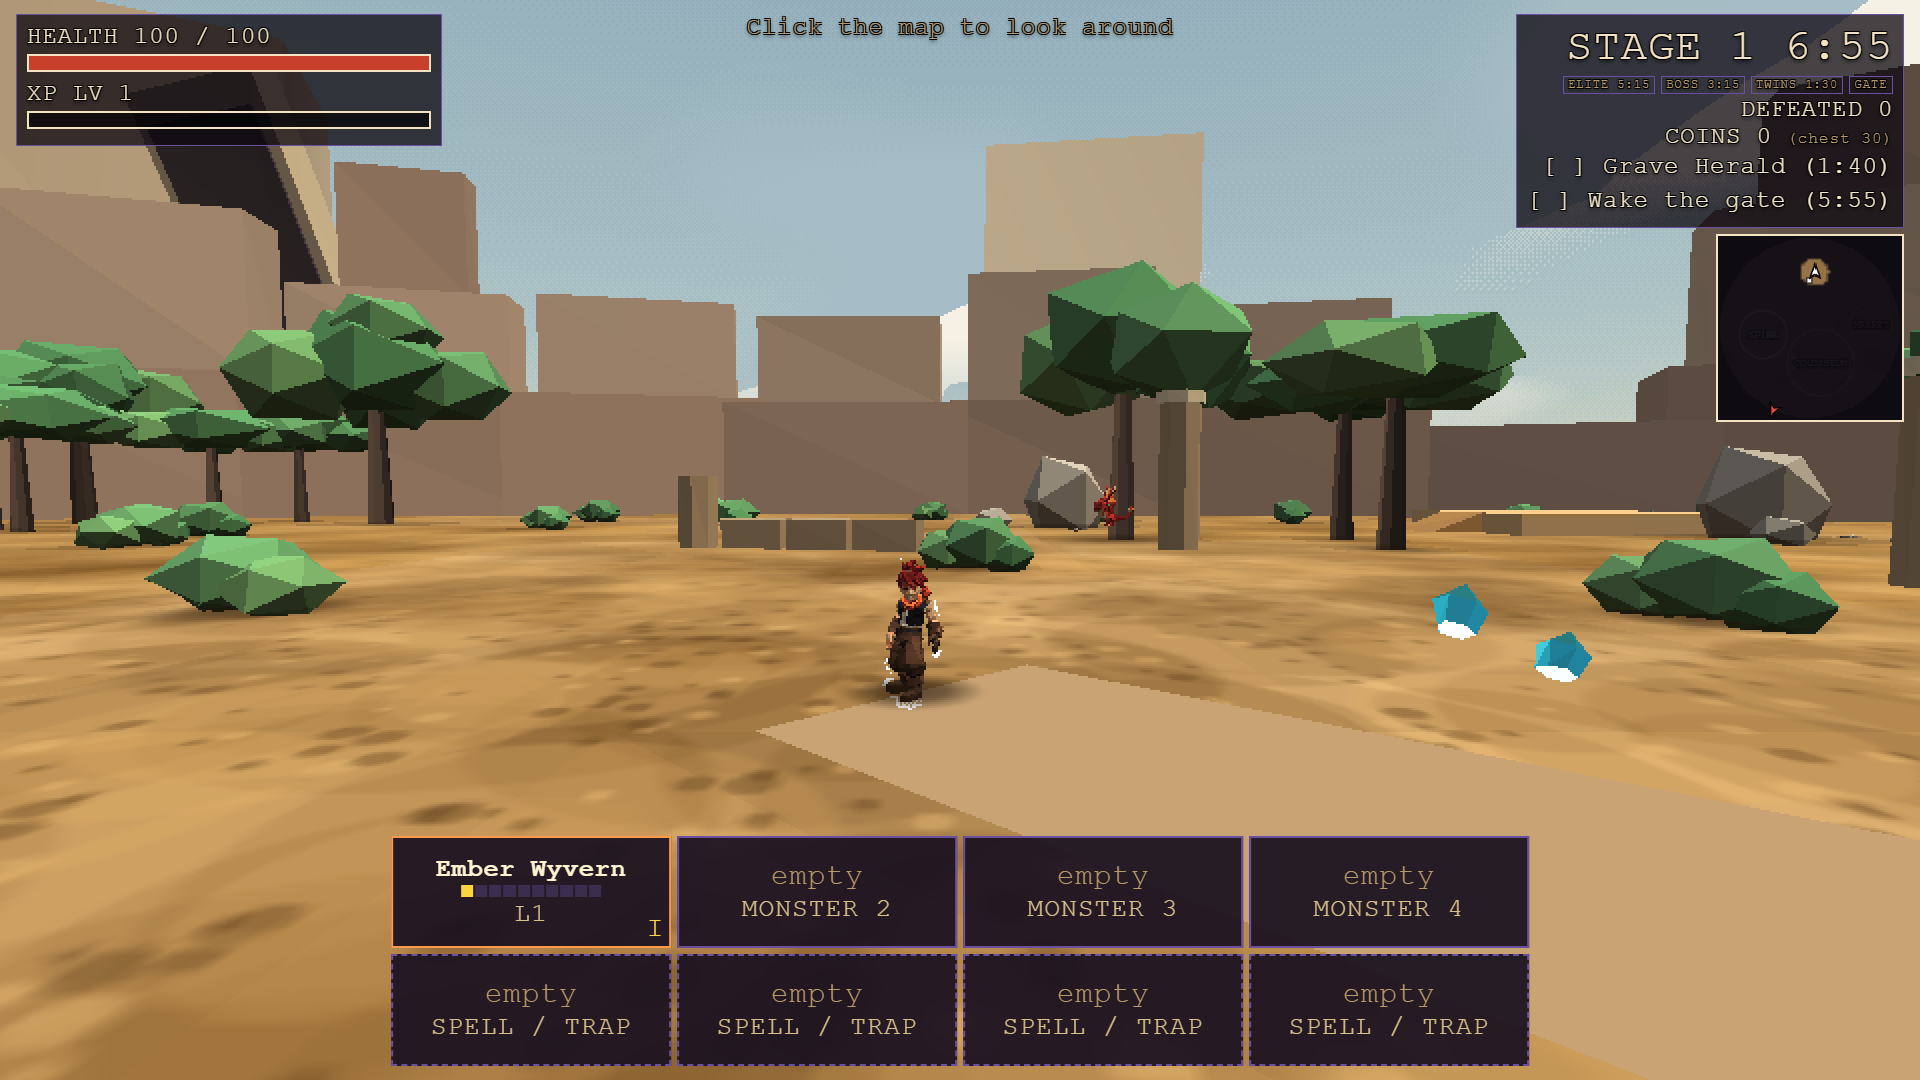 HEALTH 100 / 100
XP LV 1
Click the map to look around
STAGE 1 6:55
ELITE 5:15 BOSS 3:15 TWINS 1:30 GATE
DEFEATED 0
COINS 0 (chest 30)
[ ] Grave Herald (1:40)
[ ] Wake the gate (5:55)
Ember Wyvern
L1
I
empty
MONSTER 2
empty
MONSTER 3
empty
MONSTER 4
empty
SPELL / TRAP
empty
SPELL / TRAP
empty
SPELL / TRAP
empty
SPELL / TRAP